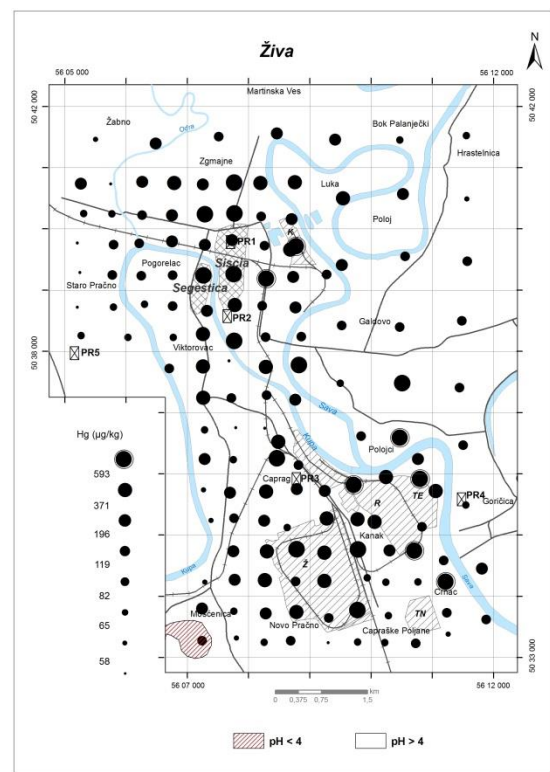 Živa
N
56 05 000
56 12 000
50 42 000
50 42 000
Martinska Ves
Žabno
Odra
Bok Palanječki
Hrastelnica
Zgmajne
Luka
Poloj
K
PR1
Pogorelac
Siscia
Staro Pračno
Segestica
PR2
Galdovo
50 38 000
50 38 000
PR5
Viktorovac
Sava
Kupa
Polojci
Hg (µg/kg)
593
371
196
119
82
65
58
Caprag
PR3
TE
PR4
R
Goričica
Kanak
Ž
Kupa
Sava
Crnac
Mošćenica
Novo Pračno
TN
Capraške Poljane
50 33 000
50 33 000
56 07 000
56 12 000
km
0 0,375 0,75 1,5
pH < 4
pH > 4